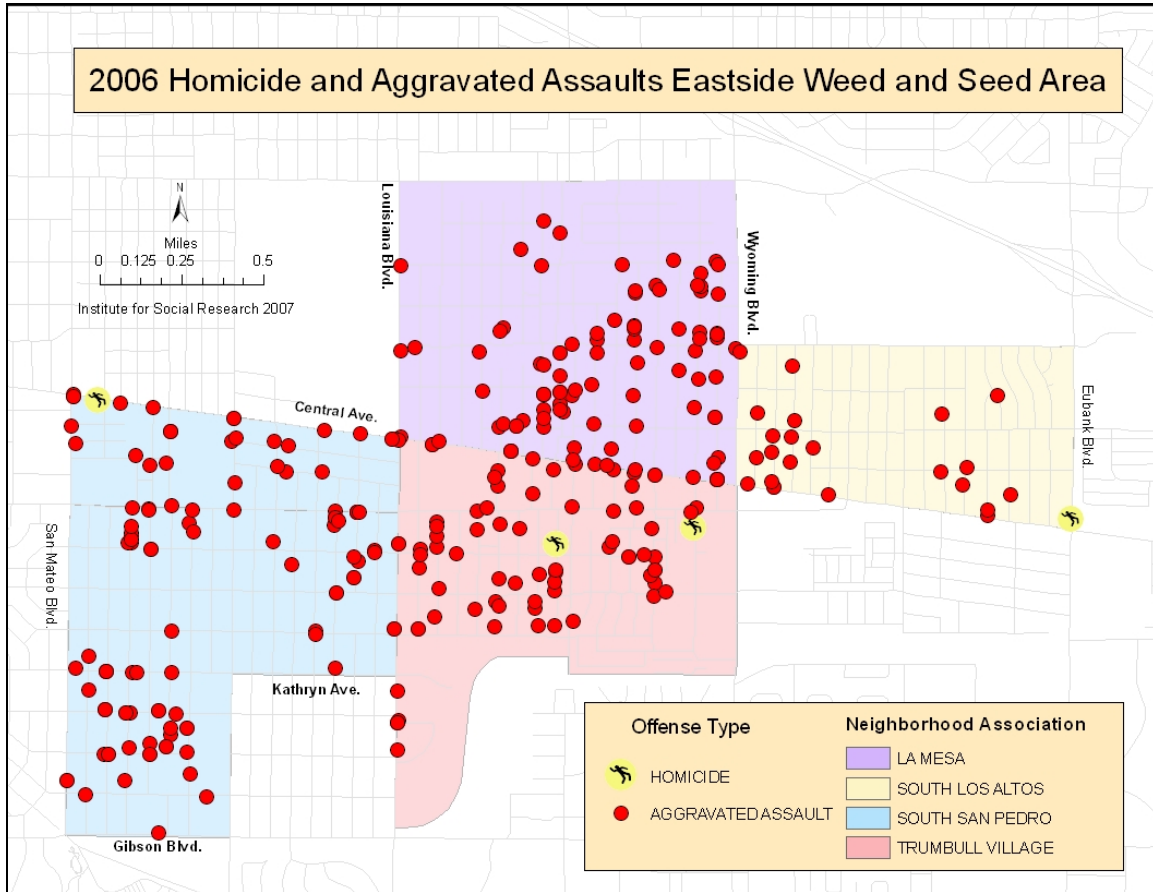 2006 Homicide and Aggravated Assaults Eastside Weed and Seed Area
N
Miles
0 0.125 0.25 0.5
Institute for Social Research 2007
Louisiana Blvd.
Wyoming Blvd.
Central Ave.
Eubank Blvd.
San Mateo Blvd.
Kathryn Ave.
Gibson Blvd.
Offense Type
HOMICIDE
AGGRAVATED ASSAULT
Neighborhood Association
LA MESA
SOUTH LOS ALTOS
SOUTH SAN PEDRO
TRUMBULL VILLAGE